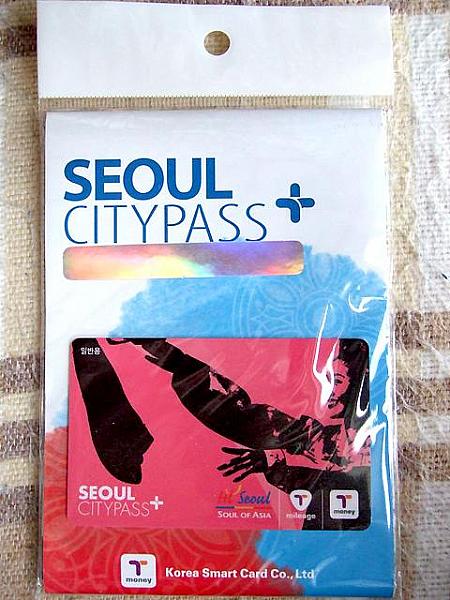 SEOUL
CITYPASS +
일반용
SEOUL
CITYPASS+
Hi Seoul
SOUL OF ASIA
T
mileage
T
money
T
money
Korea Smart Card Co., Ltd